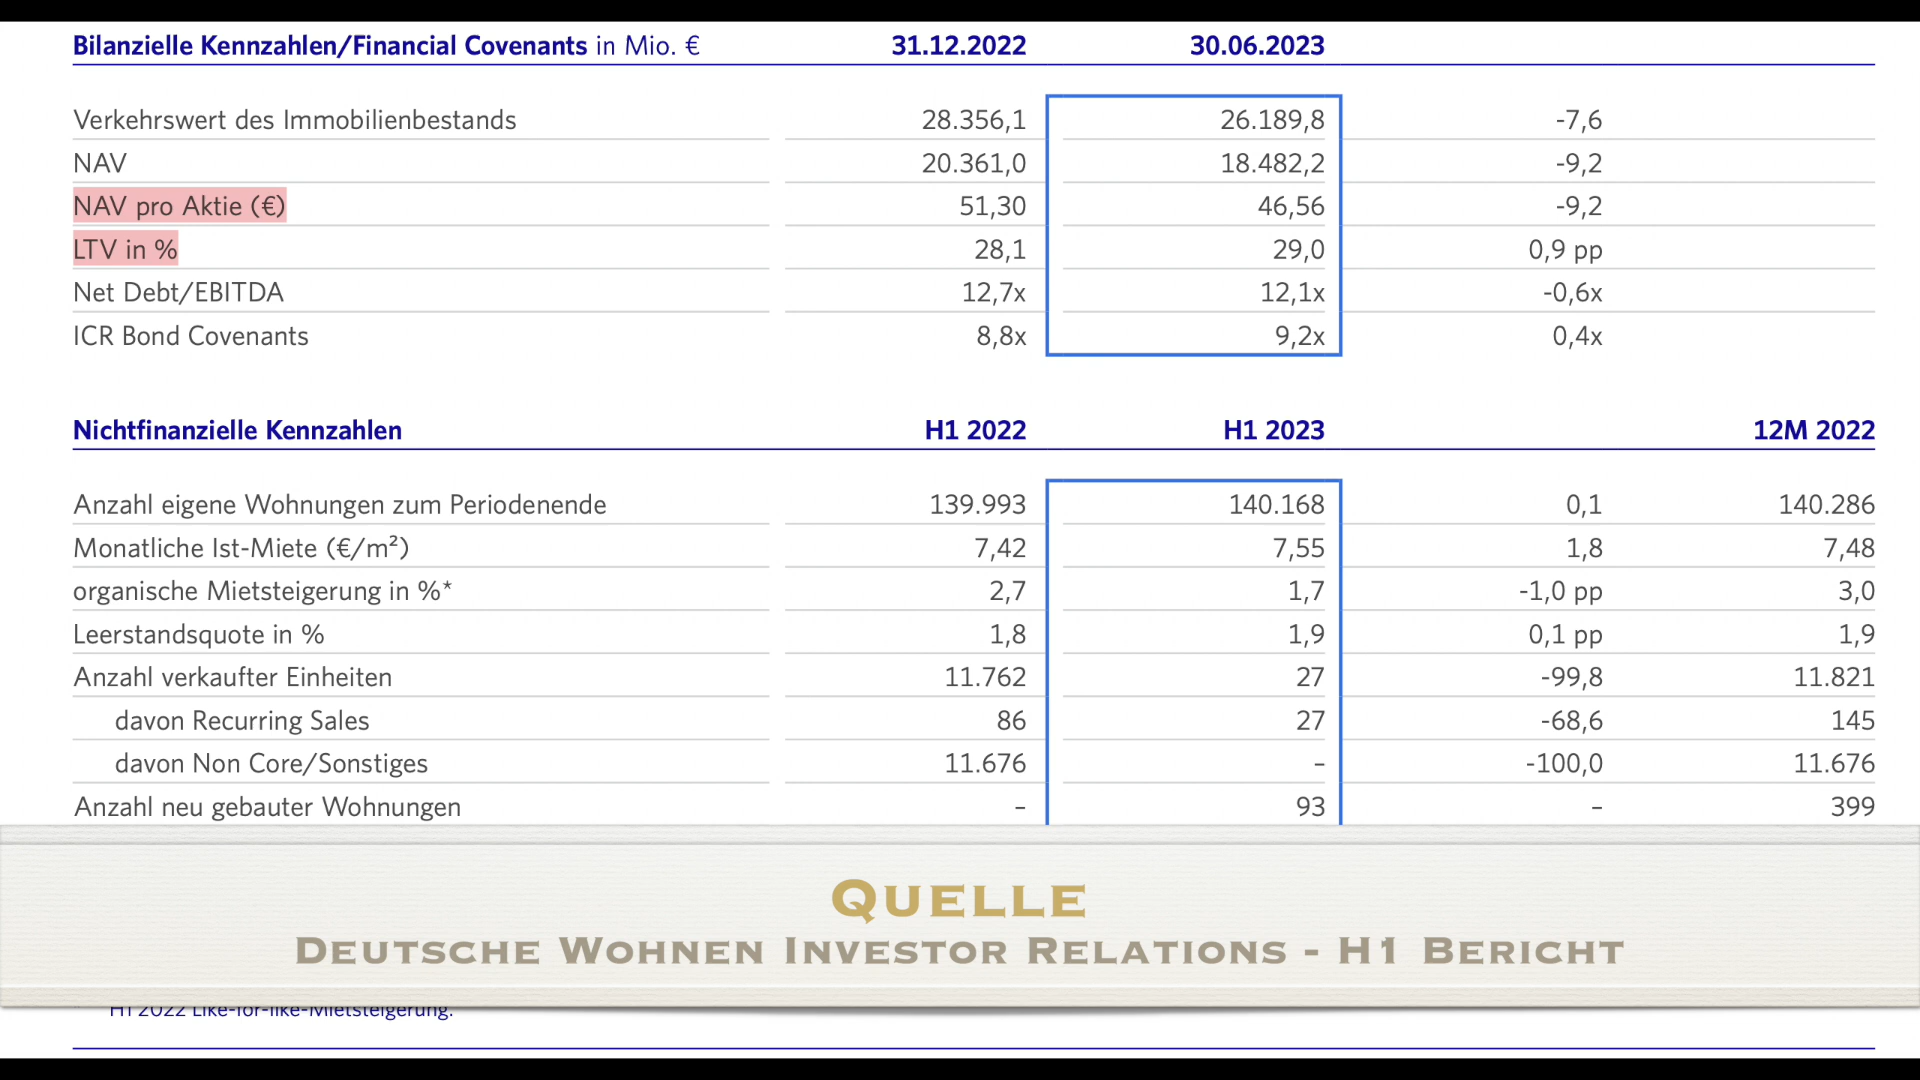 Bilanzielle Kennzahlen/Financial Covenants in Mio. € 31.12.2022 30.06.2023
Verkehrswert des Immobilienbestands 28.356,1 26.189,8 -7,6
NAV 20.361,0 18.482,2 -9,2
NAV pro Aktie (€) 51,30 46,56 -9,2
LTV in % 28,1 29,0 0,9 pp
Net Debt/EBITDA 12,7x 12,1x -0,6x
ICR Bond Covenants 8,8x 9,2x 0,4x
Nichtfinanzielle Kennzahlen H1 2022 H1 2023 12M 2022
Anzahl eigene Wohnungen zum Periodenende 139.993 140.168 0,1 140.286
Monatliche Ist-Miete (€/m²) 7,42 7,55 1,8 7,48
organische Mietsteigerung in %* 2,7 1,7 -1,0 pp 3,0
Leerstandsquote in % 1,8 1,9 0,1 pp 1,9
Anzahl verkaufter Einheiten 11.762 27 -99,8 11.821
davon Recurring Sales 86 27 -68,6 145
davon Non Core/Sonstiges 11.676 – -100,0 11.676
Anzahl neu gebauter Wohnungen – 93 – 399
QUELLE
DEUTSCHE WOHNEN INVESTOR RELATIONS - H1 BERICHT
H1 2022 Like-for-like-Mietsteigerung.